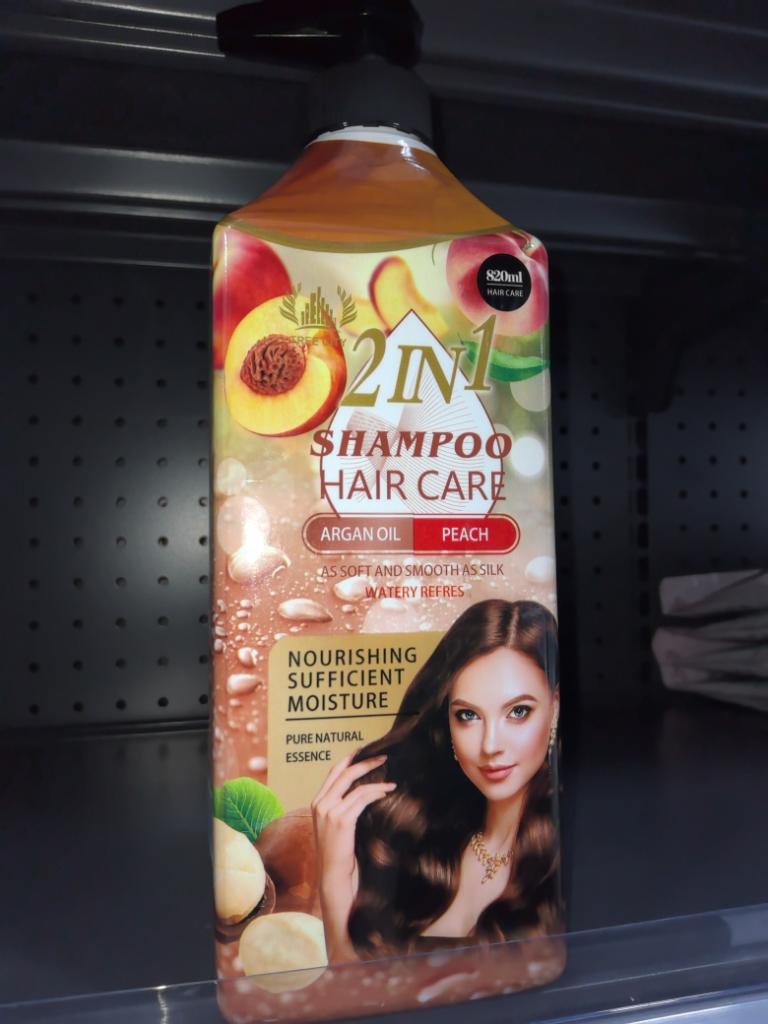 820ml
HAIR CARE
2IN1
SHAMPOO
HAIR CARE
ARGAN OIL PEACH
AS SOFT AND SMOOTH AS SILK
WATERY REFRES
NOURISHING
SUFFICIENT
MOISTURE
PURE NATURAL
ESSENCE